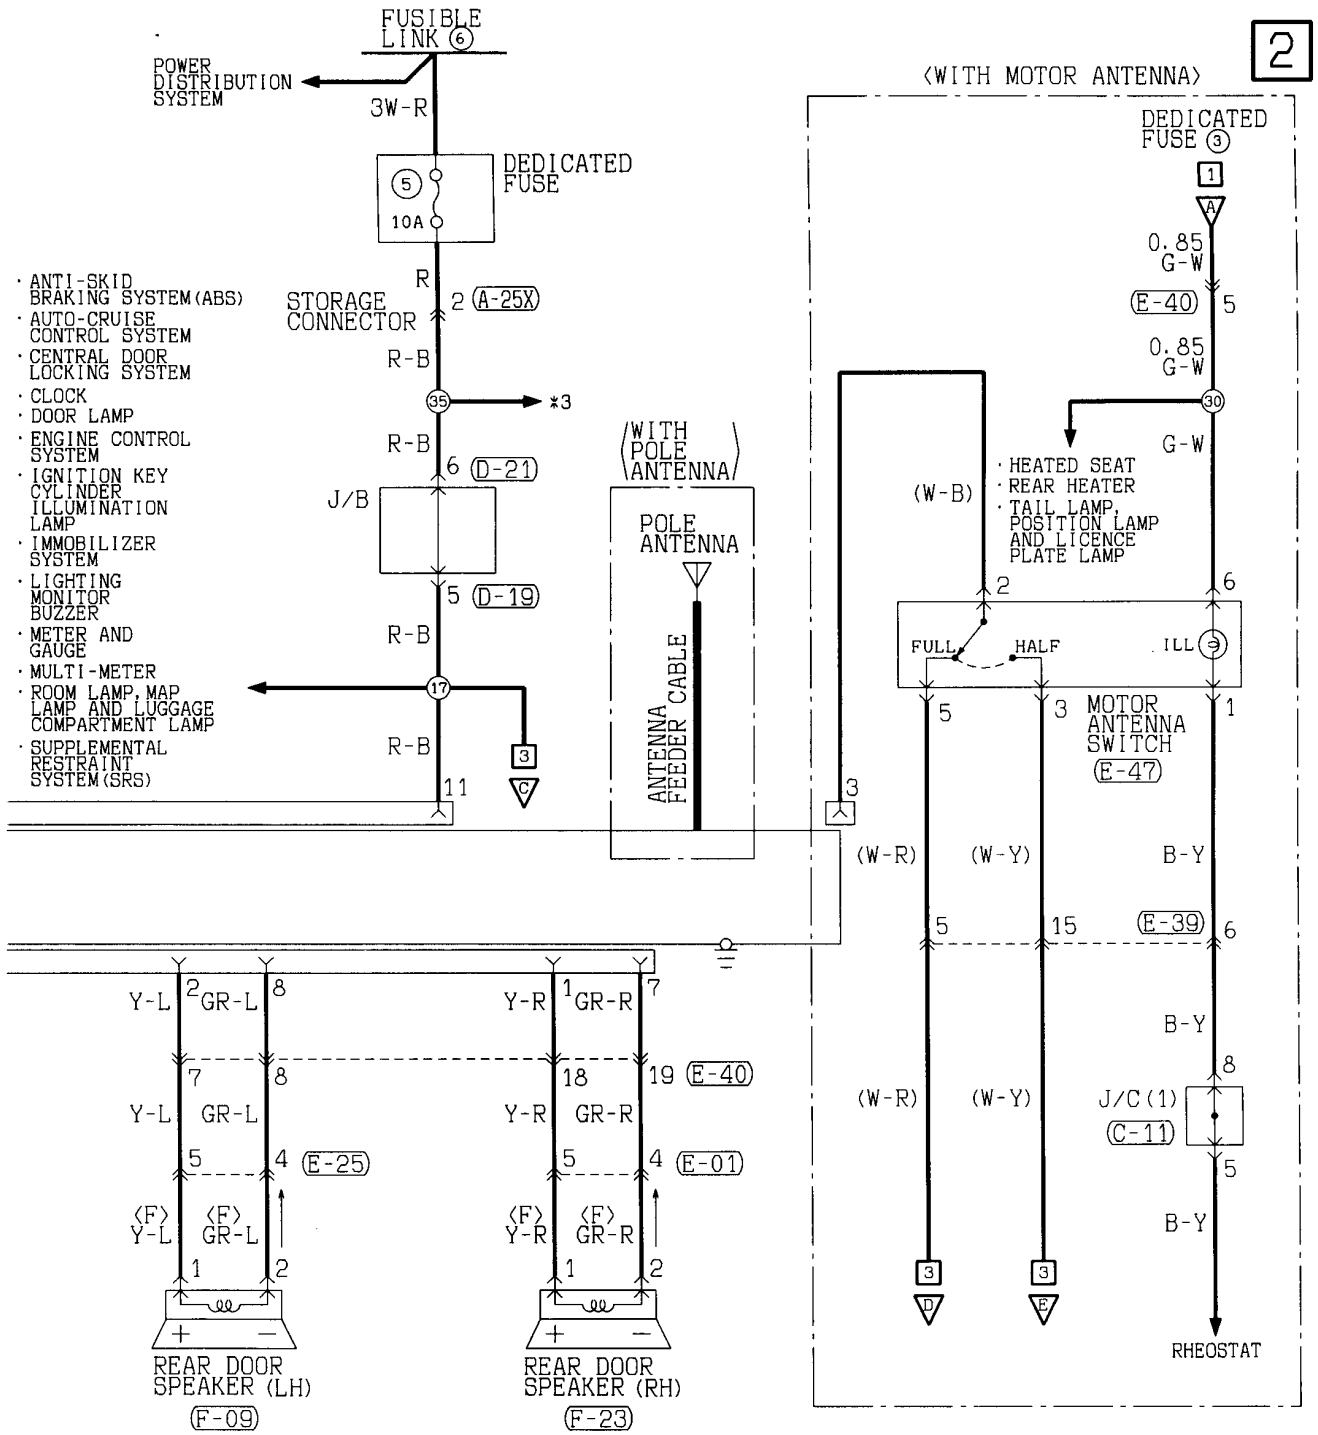 FUSIBLE
LINK 6
2
POWER
DISTRIBUTION
SYSTEM
3W-R
〈WITH MOTOR ANTENNA〉
DEDICATED
FUSE 3
1
A
5
10A
DEDICATED
FUSE
0.85
G-W
R
· ANTI-SKID
BRAKING SYSTEM(ABS)
· AUTO-CRUISE
CONTROL SYSTEM
· CENTRAL DOOR
LOCKING SYSTEM
· CLOCK
· DOOR LAMP
· ENGINE CONTROL
SYSTEM
· IGNITION KEY
CYLINDER
ILLUMINATION
LAMP
· IMMOBILIZER
SYSTEM
· LIGHTING
MONITOR
BUZZER
· METER AND
GAUGE
· MULTI-METER
· ROOM LAMP, MAP
LAMP AND LUGGAGE
COMPARTMENT LAMP
· SUPPLEMENTAL
RESTRAINT
SYSTEM(SRS)
STORAGE
CONNECTOR
2 A-25X
E-40 5
R-B
0.85
G-W
35 *3
30
R-B
G-W
〈WITH
POLE
ANTENNA〉
6 D-21
J/B
· HEATED SEAT
· REAR HEATER
· TAIL LAMP,
POSITION LAMP
AND LICENCE
PLATE LAMP
(W-B)
POLE
ANTENNA
5 D-19
2
6
R-B
FULL
HALF
ILL
17
ANTENNA
FEEDER CABLE
5
3
MOTOR
ANTENNA
SWITCH
E-47
1
R-B
3
C
11
3
(W-R)
(W-Y)
B-Y
5
15
E-39 6
2
8
1
7
Y-L
GR-L
Y-R
GR-R
B-Y
7
8
18
19 E-40
8
(W-R)
(W-Y)
J/C(1)
C-11
Y-L
GR-L
Y-R
GR-R
5
4 E-25
5
4 E-01
5
〈F〉
Y-L
〈F〉
GR-L
〈F〉
Y-R
〈F〉
GR-R
B-Y
1
2
1
2
3
D
3
E
+ −
+ −
RHEOSTAT
REAR DOOR
SPEAKER (LH)
F-09
REAR DOOR
SPEAKER (RH)
F-23